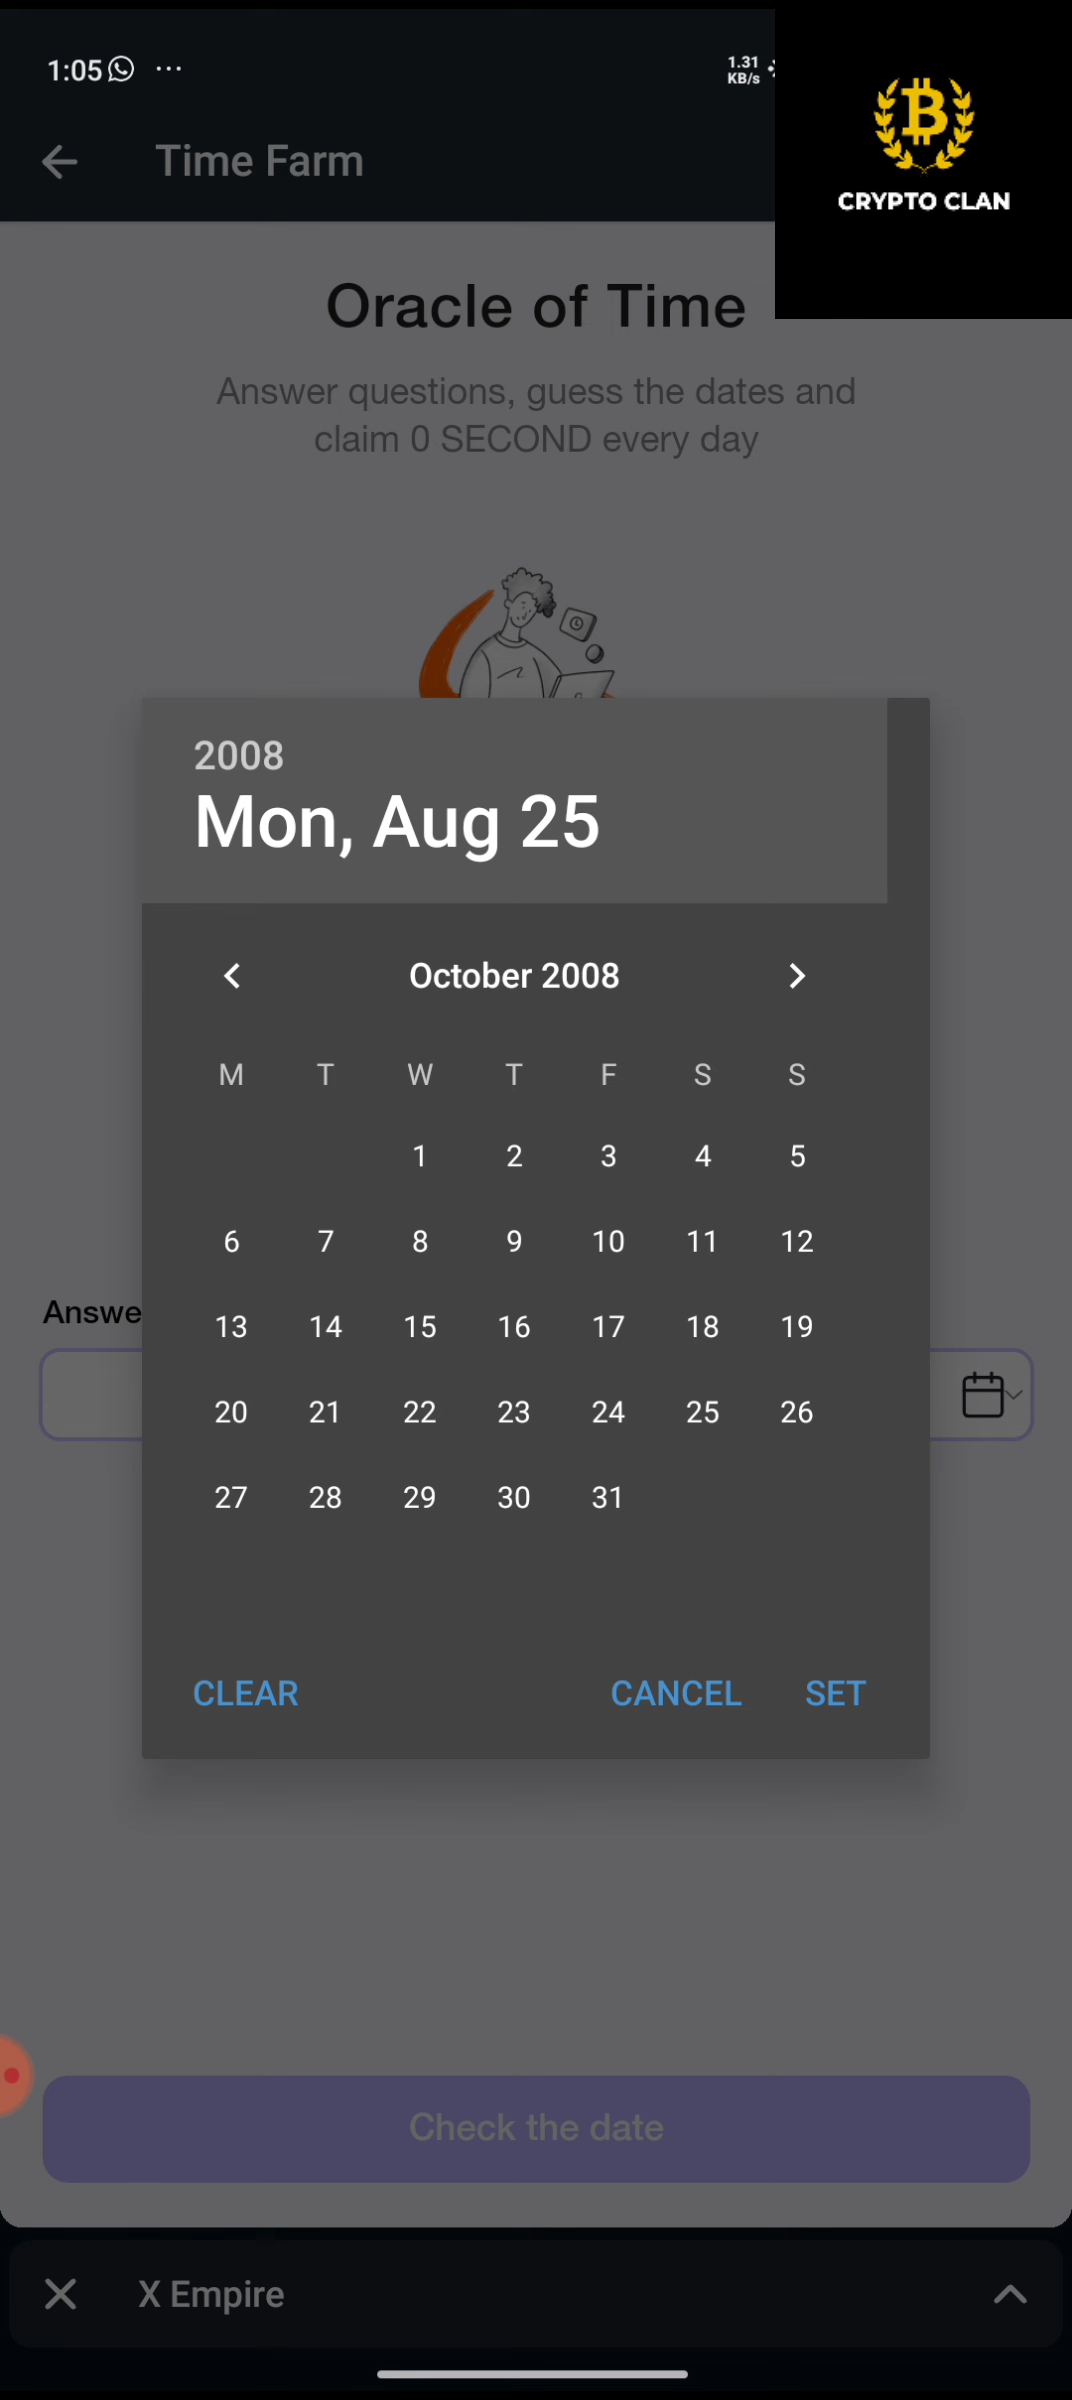 1:05 ...
1.31
KB/s
CRYPTO CLAN
Time Farm
Oracle of Time
Answer questions, guess the dates and
claim 0 SECOND every day
2008
Mon, Aug 25
October 2008
M T W T F S S
1 2 3 4 5
6 7 8 9 10 11 12
13 14 15 16 17 18 19
20 21 22 23 24 25 26
27 28 29 30 31
Answe
CLEAR CANCEL SET
Check the date
X Empire